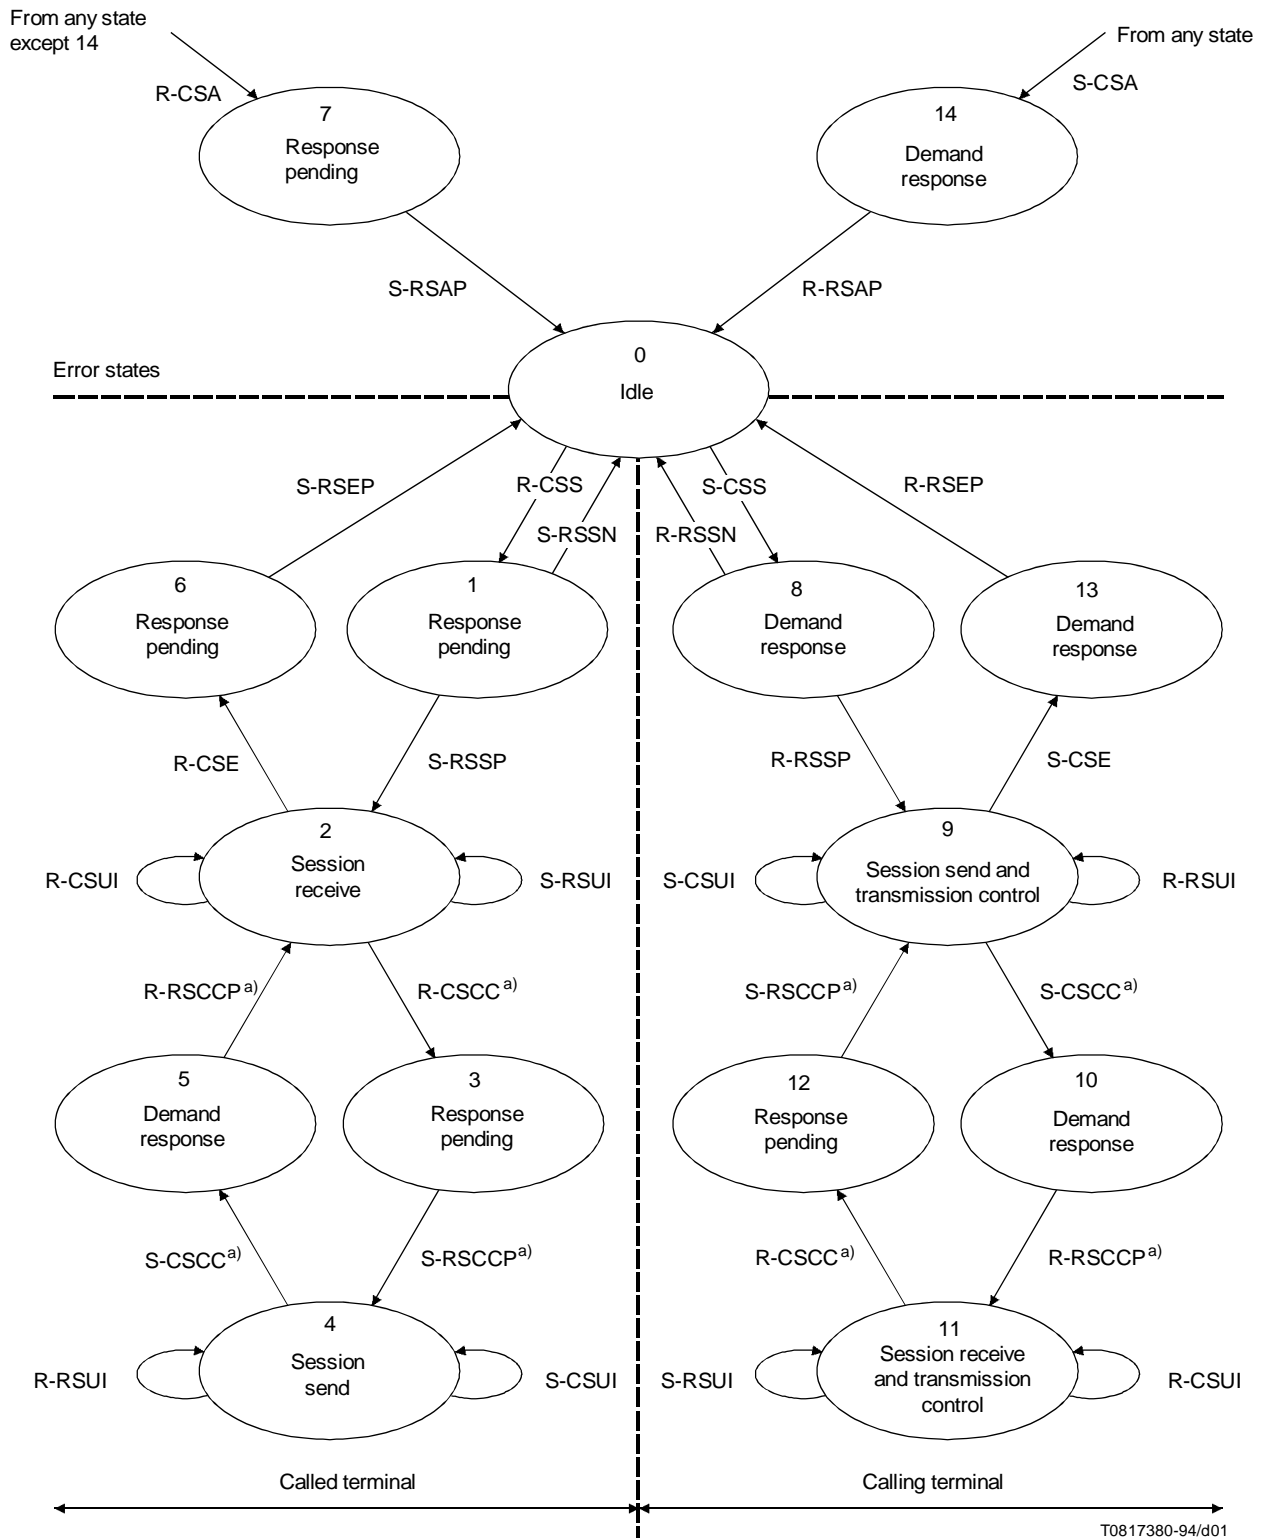 From any state
except 14
From any state
R-CSA
S-CSA
7
Response
pending
14
Demand
response
S-RSAP
R-RSAP
0
Idle
Error states
S-RSEP
R-CSS
S-CSS
R-RSEP
S-RSSN
R-RSSN
6
Response
pending
1
Response
pending
8
Demand
response
13
Demand
response
R-CSE
S-RSSP
R-RSSP
S-CSE
2
Session
receive
9
Session send and
transmission control
R-CSUI
S-RSUI
S-CSUI
R-RSUI
R-RSCCP a)
R-CSCC a)
S-RSCCP a)
S-CSCC a)
5
Demand
response
3
Response
pending
12
Response
pending
10
Demand
response
S-CSCC a)
S-RSCCP a)
R-CSCC a)
R-RSCCP a)
4
Session
send
11
Session receive
and transmission
control
R-RSUI
S-CSUI
S-RSUI
R-CSUI
Called terminal
Calling terminal
T0817380-94/d01